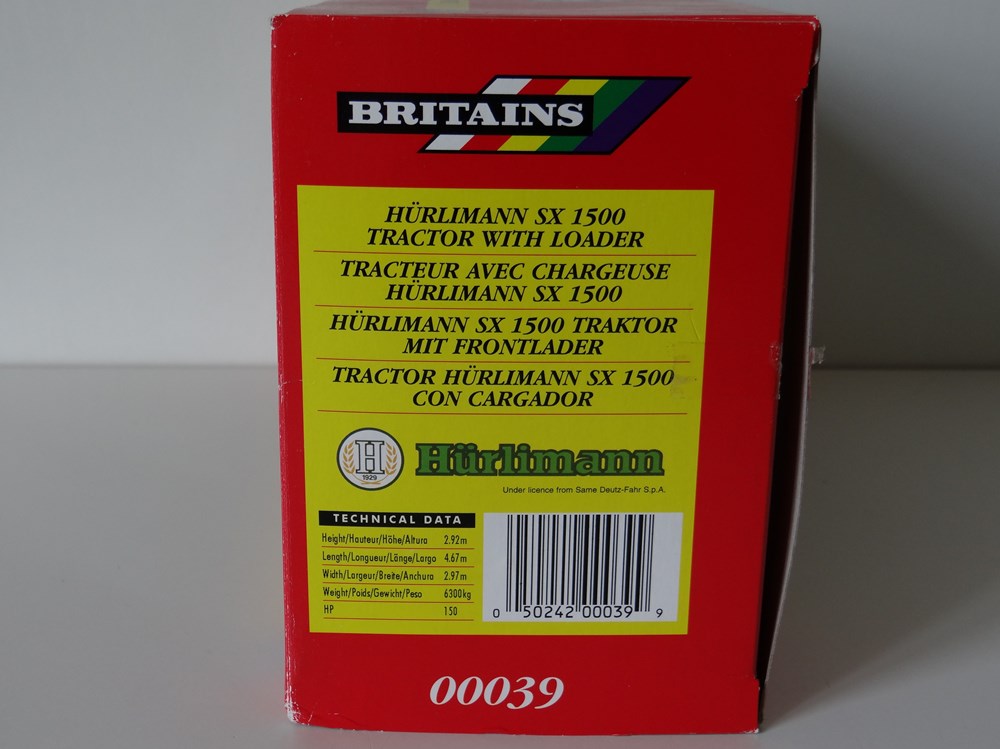 BRITAINS
HÜRLIMANN SX 1500
TRACTOR WITH LOADER
TRACTEUR AVEC CHARGEUSE
HÜRLIMANN SX 1500
HÜRLIMANN SX 1500 TRAKTOR
MIT FRONTLADER
TRACTOR HÜRLIMANN SX 1500
CON CARGADOR
H
1929
Hürlimann
Under licence from Same Deutz-Fahr S.p.A.
TECHNICAL DATA
Height/Hauteur/Höhe/Altura 2.92m
Length/Longueur/Länge/Largo 4.67m
Width/Largeur/Breite/Anchura 2.97m
Weight/Poids/Gewicht/Peso 6300kg
HP 150
0 50242 00039 9
00039